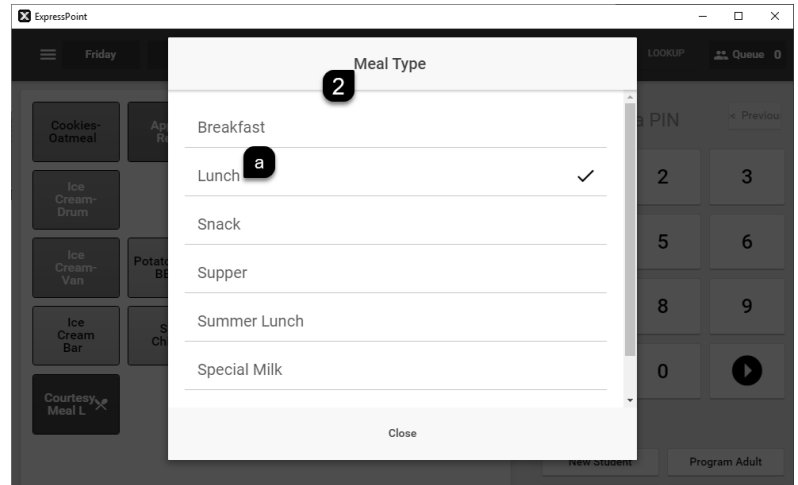 ExpressPoint
Friday
LOOKUP
Queue 0
Meal Type
2
Breakfast
a
Lunch
Snack
Supper
Summer Lunch
Special Milk
Close
Cookies-
Oatmeal
Ice
Cream-
Drum
Ice
Cream-
Van
Ice
Cream
Bar
Courtesy
Meal L
PIN
< Previou
2
3
5
6
8
9
0
New Student
Program Adult